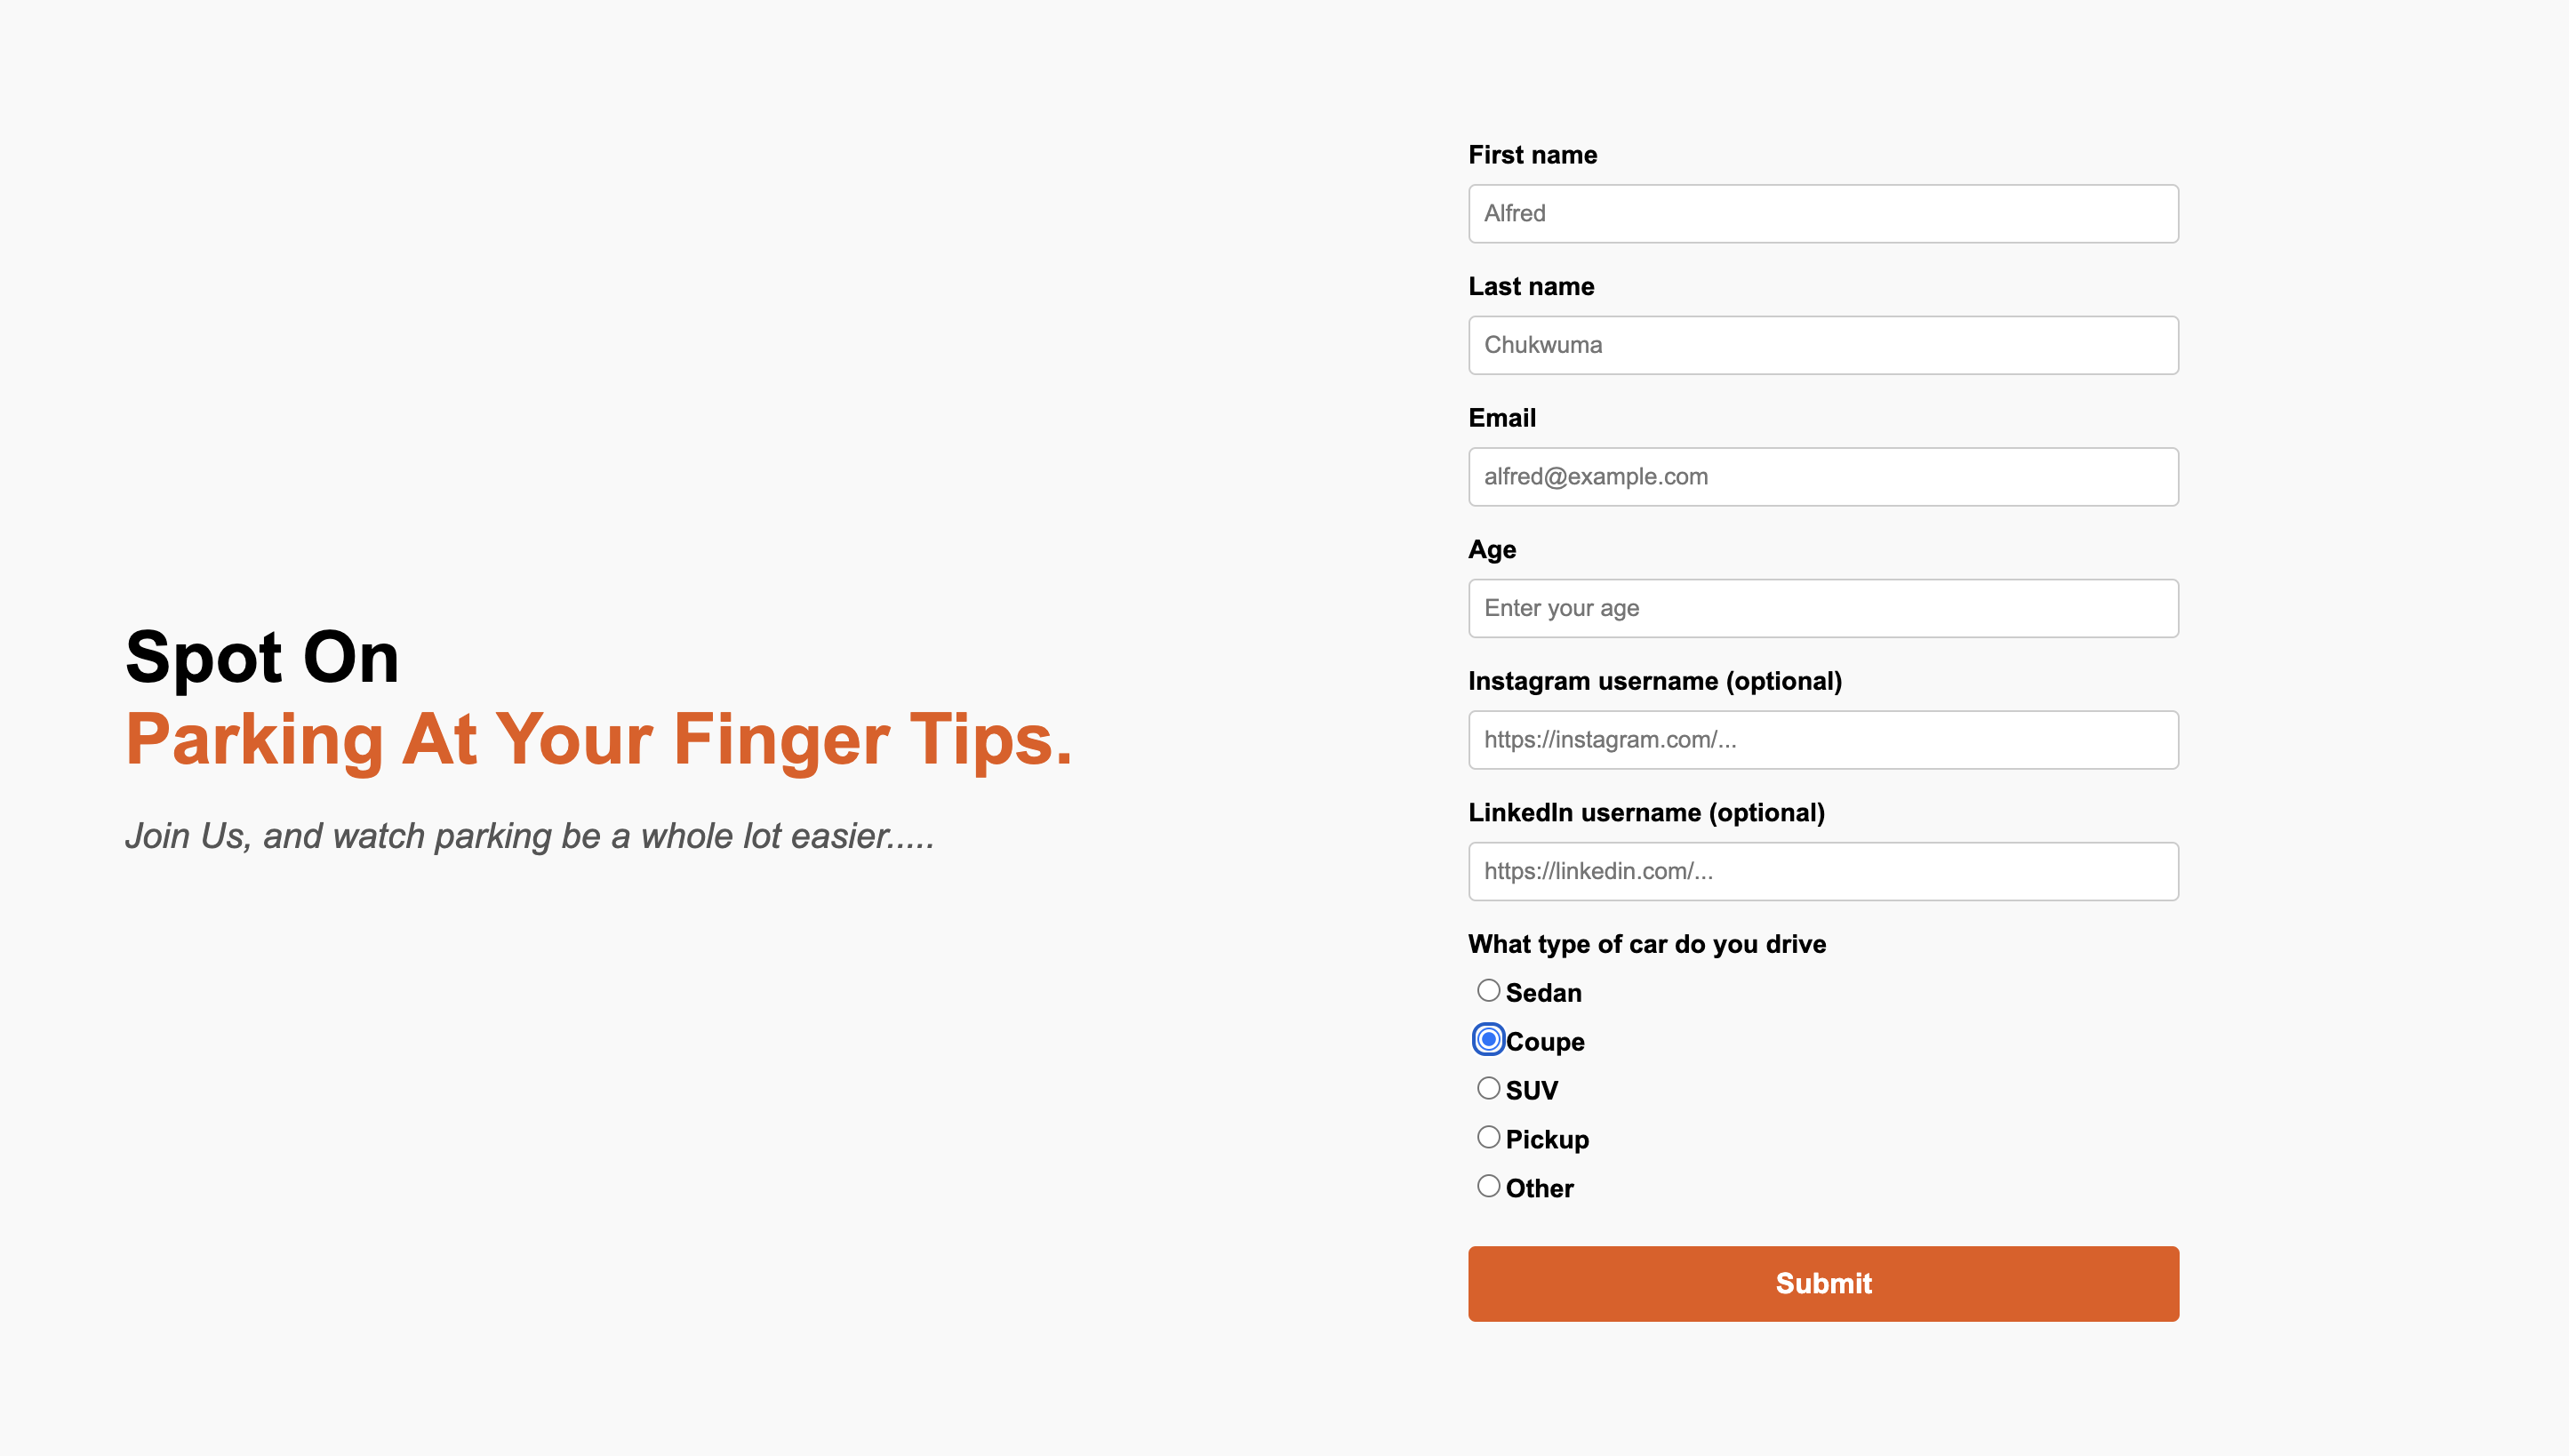 Spot On
Parking At Your Finger Tips.
Join Us, and watch parking be a whole lot easier.....
First name
Alfred
Last name
Chukwuma
Email
alfred@example.com
Age
Enter your age
Instagram username (optional)
https://instagram.com/...
LinkedIn username (optional)
https://linkedin.com/...
What type of car do you drive
Sedan
Coupe
SUV
Pickup
Other
Submit